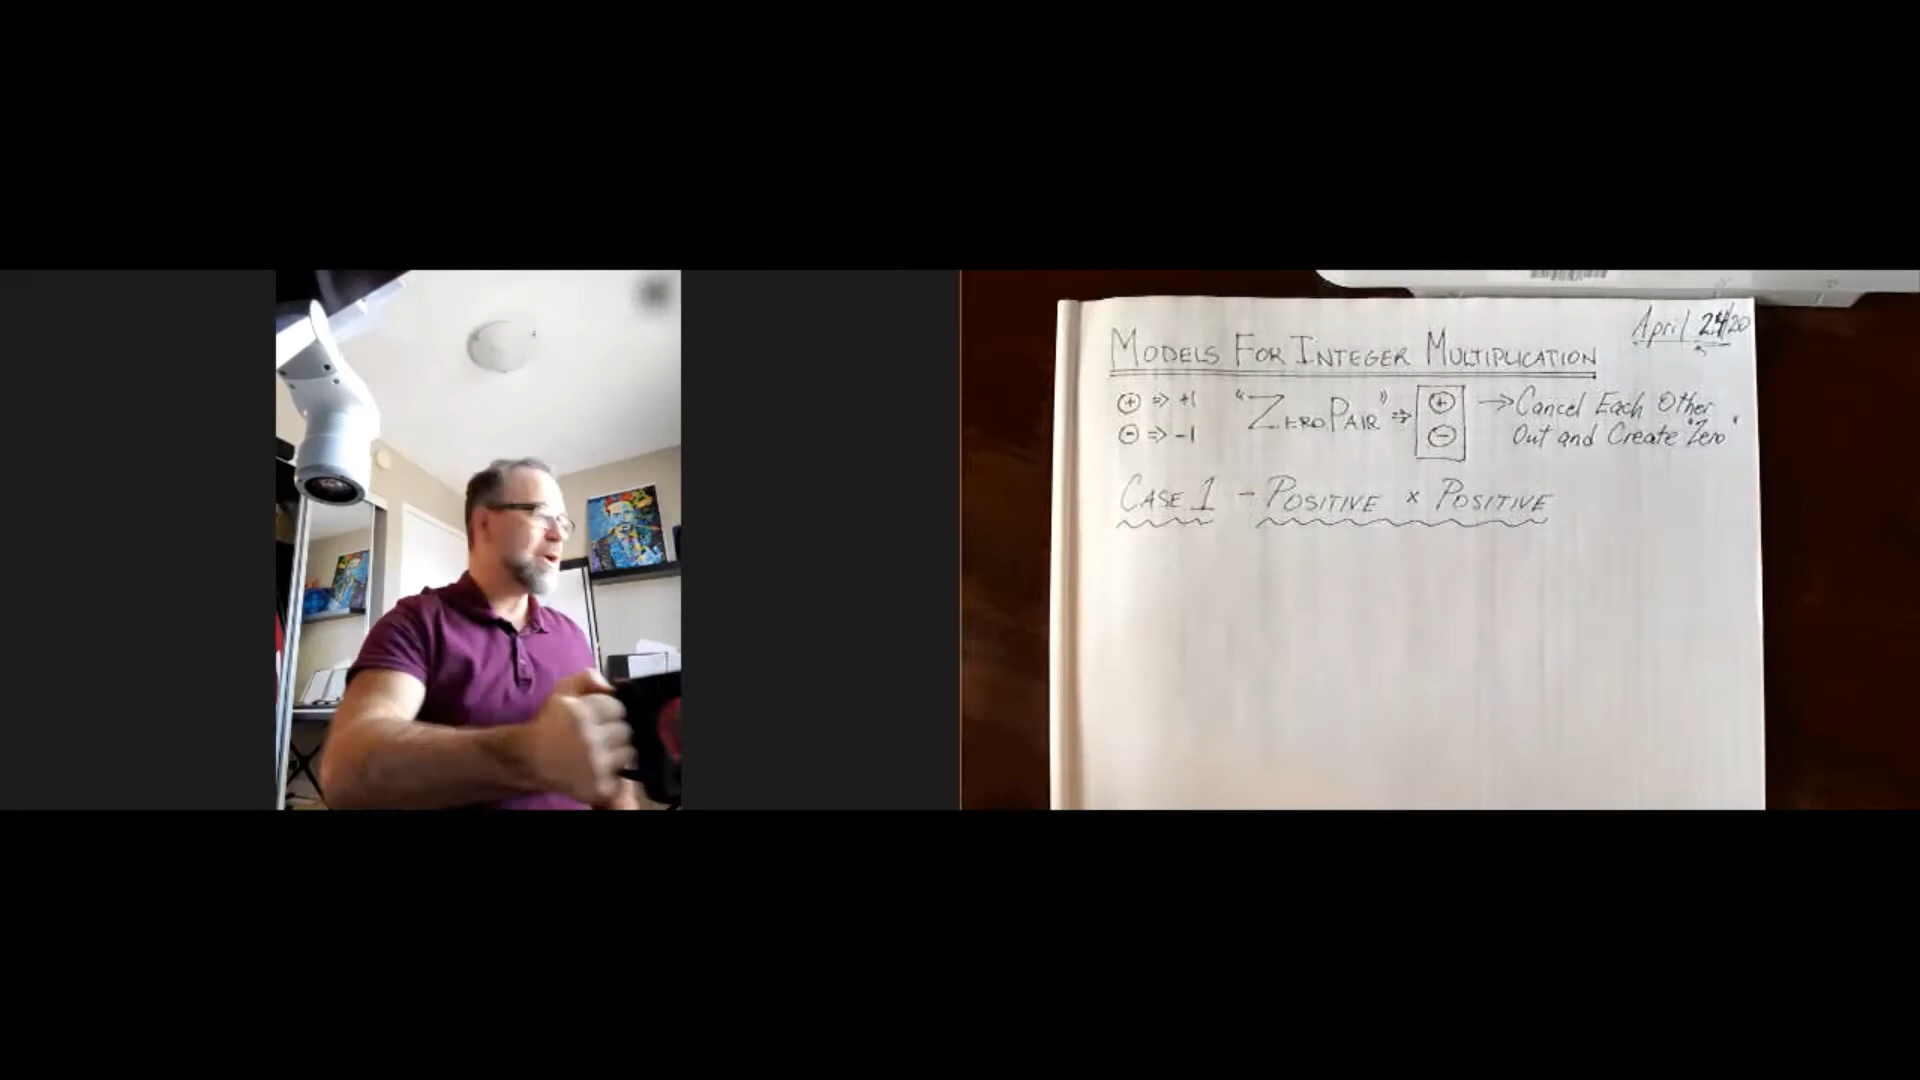 April 24/20
MODELS FOR INTEGER MULTIPLICATION
⊕ ⇒ +1 "ZERO PAIR" ⇒ ⊕ → Cancel Each Other
⊖ ⇒ -1 ⊖ Out and Create "Zero"
CASE 1 - POSITIVE × POSITIVE